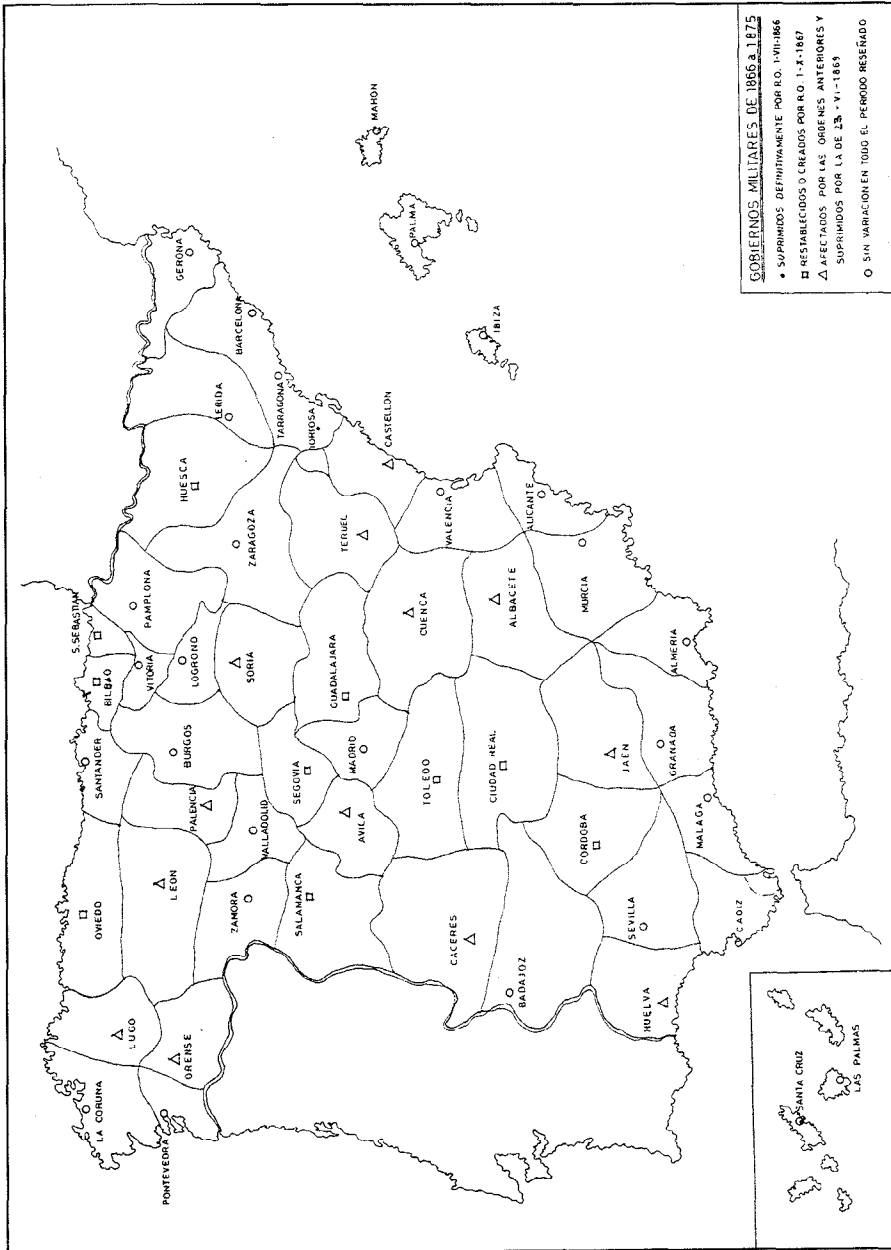 GOBIERNOS MILITARES DE 1866 a 1875
• SUPRIMIDOS DEFINITIVAMENTE POR R.O. 1-VII-1866
□ RESTABLECIDOS O CREADOS POR R.O. 1-X-1867
△ AFECTADOS POR LAS ORDENES ANTERIORES Y
SUPRIMIDOS POR LA DE 23-VI-1869
○ SIN VARIACION EN TODO EL PERIODO RESEÑADO
LA CORUNA
LUGO
PONTEVEDRA
ORENSE
OVIEDO
LEON
SANTANDER
BILBAO
S. SEBASTIAN
VITORIA
PAMPLONA
LOGRONO
BURGOS
PALENCIA
ZAMORA
VALLADOLID
SORIA
HUESCA
ZARAGOZA
LERIDA
GERONA
BARCELONA
TARRAGONA
TORTOSA
SALAMANCA
SEGOVIA
AVILA
MADRID
GUADALAJARA
TERUEL
CASTELLON
CUENCA
VALENCIA
CACERES
TOLEDO
BADAJOZ
CIUDAD REAL
ALBACETE
ALICANTE
MURCIA
HUELVA
SEVILLA
CORDOBA
JAEN
GRANADA
ALMERIA
MALAGA
CADIZ
MAHON
PALMA
IBIZA
SANTA CRUZ
LAS PALMAS